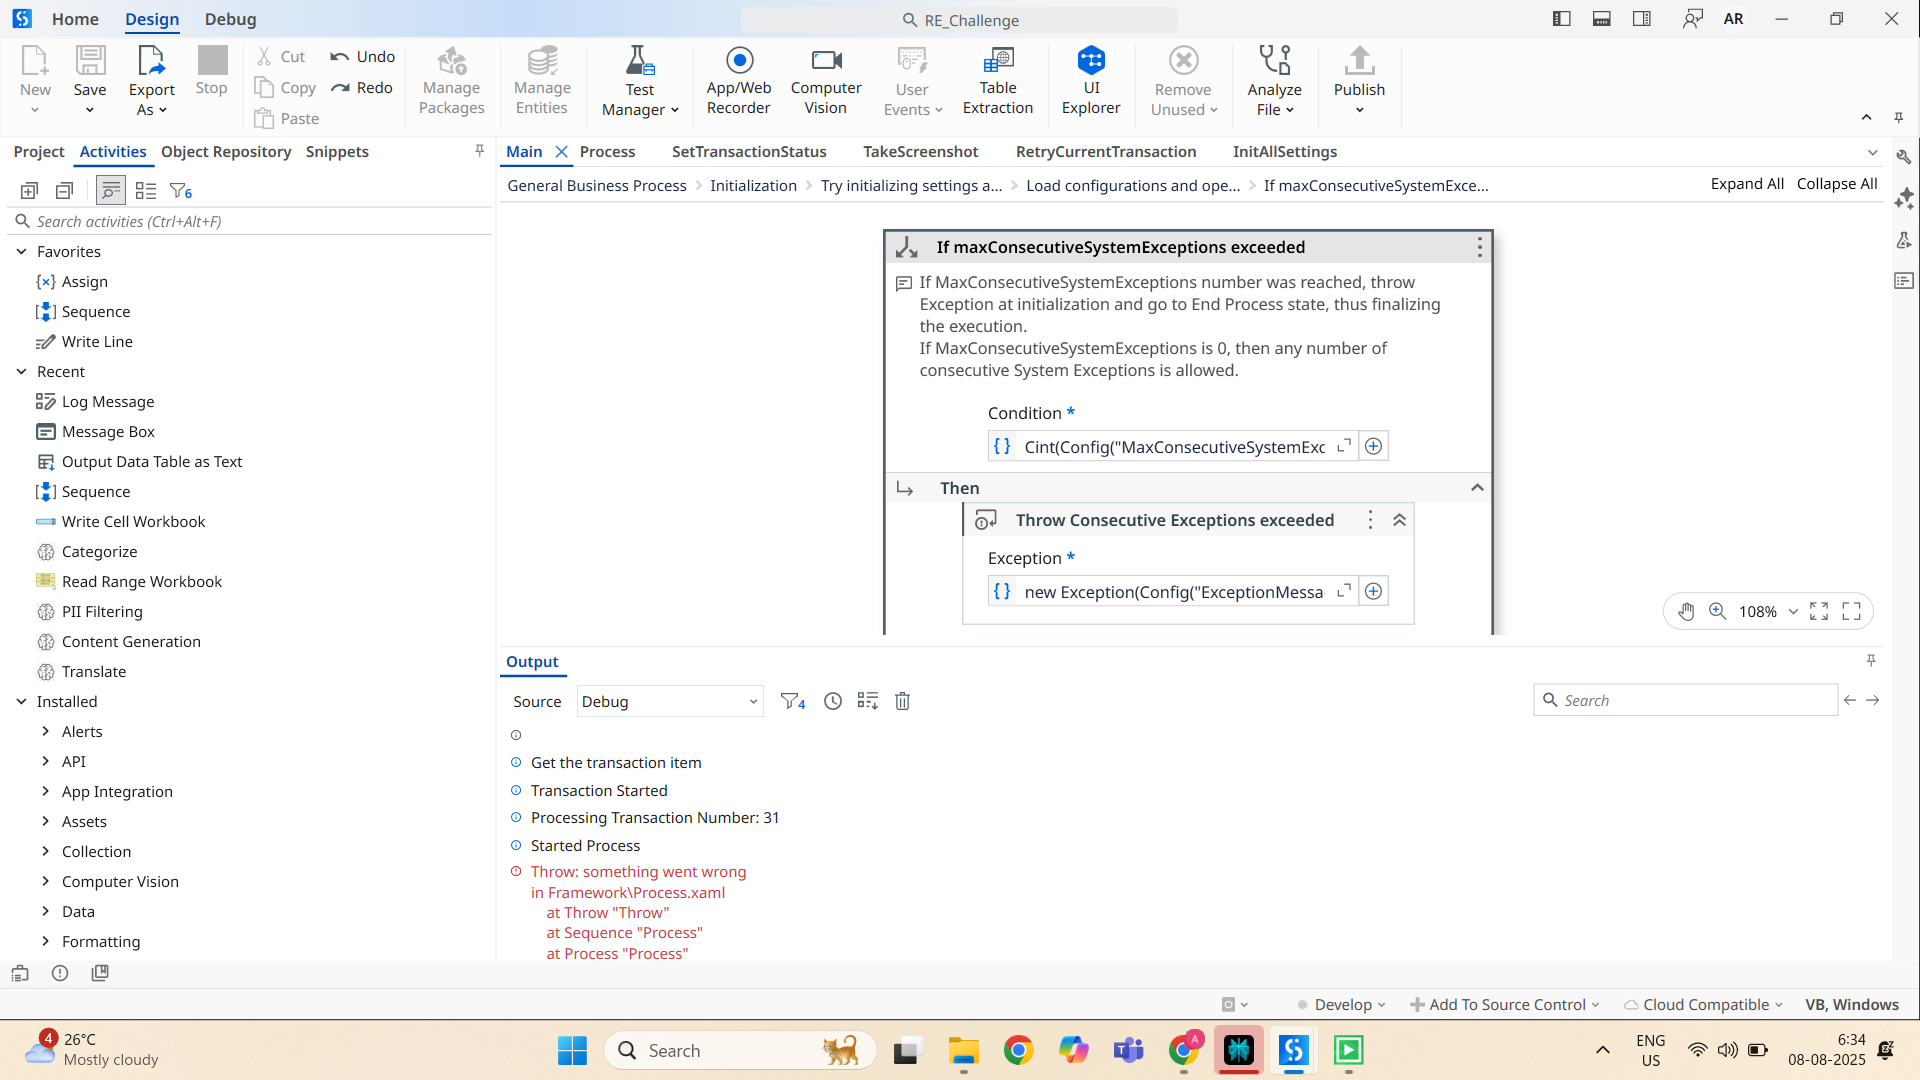 Home Design Debug RE_Challenge AR
New Save Export As Stop Cut Copy Paste Undo Redo Manage Packages Manage Entities Test Manager App/Web Recorder Computer Vision User Events Table Extraction UI Explorer Remove Unused Analyze File Publish
Project Activities Object Repository Snippets
Main Process SetTransactionStatus TakeScreenshot RetryCurrentTransaction InitAllSettings
General Business Process Initialization Try initializing settings a... Load configurations and ope... If maxConsecutiveSystemExce... Expand All Collapse All
6
Search activities (Ctrl+Alt+F)
Favorites
Assign
Sequence
Write Line
Recent
Log Message
Message Box
Output Data Table as Text
Sequence
Write Cell Workbook
Categorize
Read Range Workbook
PII Filtering
Content Generation
Translate
Installed
Alerts
API
App Integration
Assets
Collection
Computer Vision
Data
Formatting
If maxConsecutiveSystemExceptions exceeded
If MaxConsecutiveSystemExceptions number was reached, throw
Exception at initialization and go to End Process state, thus finalizing
the execution.
If MaxConsecutiveSystemExceptions is 0, then any number of
consecutive System Exceptions is allowed.
Condition *
Cint(Config("MaxConsecutiveSystemExc
Then
Throw Consecutive Exceptions exceeded
Exception *
new Exception(Config("ExceptionMessa
108%
Output
Source Debug 4 Search
Get the transaction item
Transaction Started
Processing Transaction Number: 31
Started Process
Throw: something went wrong
in Framework\Process.xaml
at Throw "Throw"
at Sequence "Process"
at Process "Process"
Develop Add To Source Control Cloud Compatible VB, Windows
4 26°C
Mostly cloudy
Search
A
ENG
US
6:34
08-08-2025